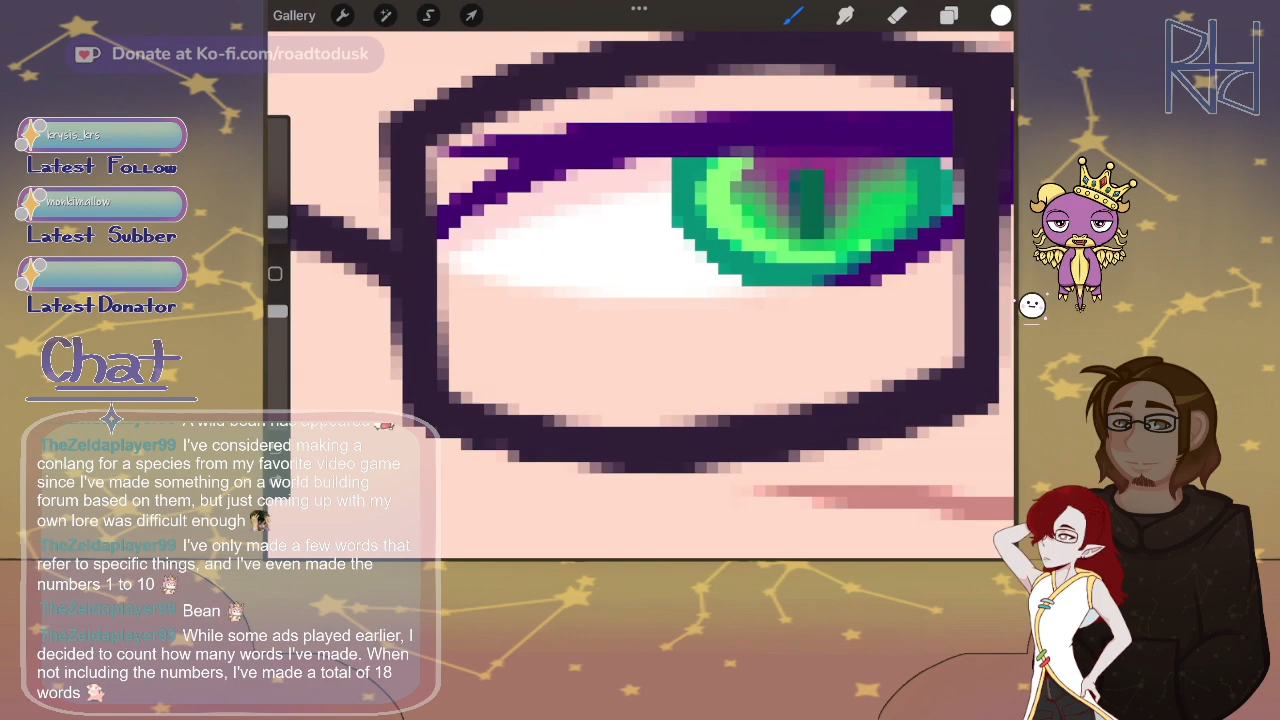 Gallery
Donate at Ko-fi.com/roadtodusk
krysis_krs
Latest Follow
monkimallow
Latest Subber
Latest Donator
Chat
A wild bean has appeared
TheZeldaplayer99 I've considered making a
conlang for a species from my favorite video game
since I've made something on a world building
forum based on them, but just coming up with my
own lore was difficult enough
TheZeldaplayer99 I've only made a few words that
refer to specific things, and I've even made the
numbers 1 to 10
TheZeldaplayer99 Bean
TheZeldaplayer99 While some ads played earlier, I
decided to count how many words I've made. When
not including the numbers, I've made a total of 18
words